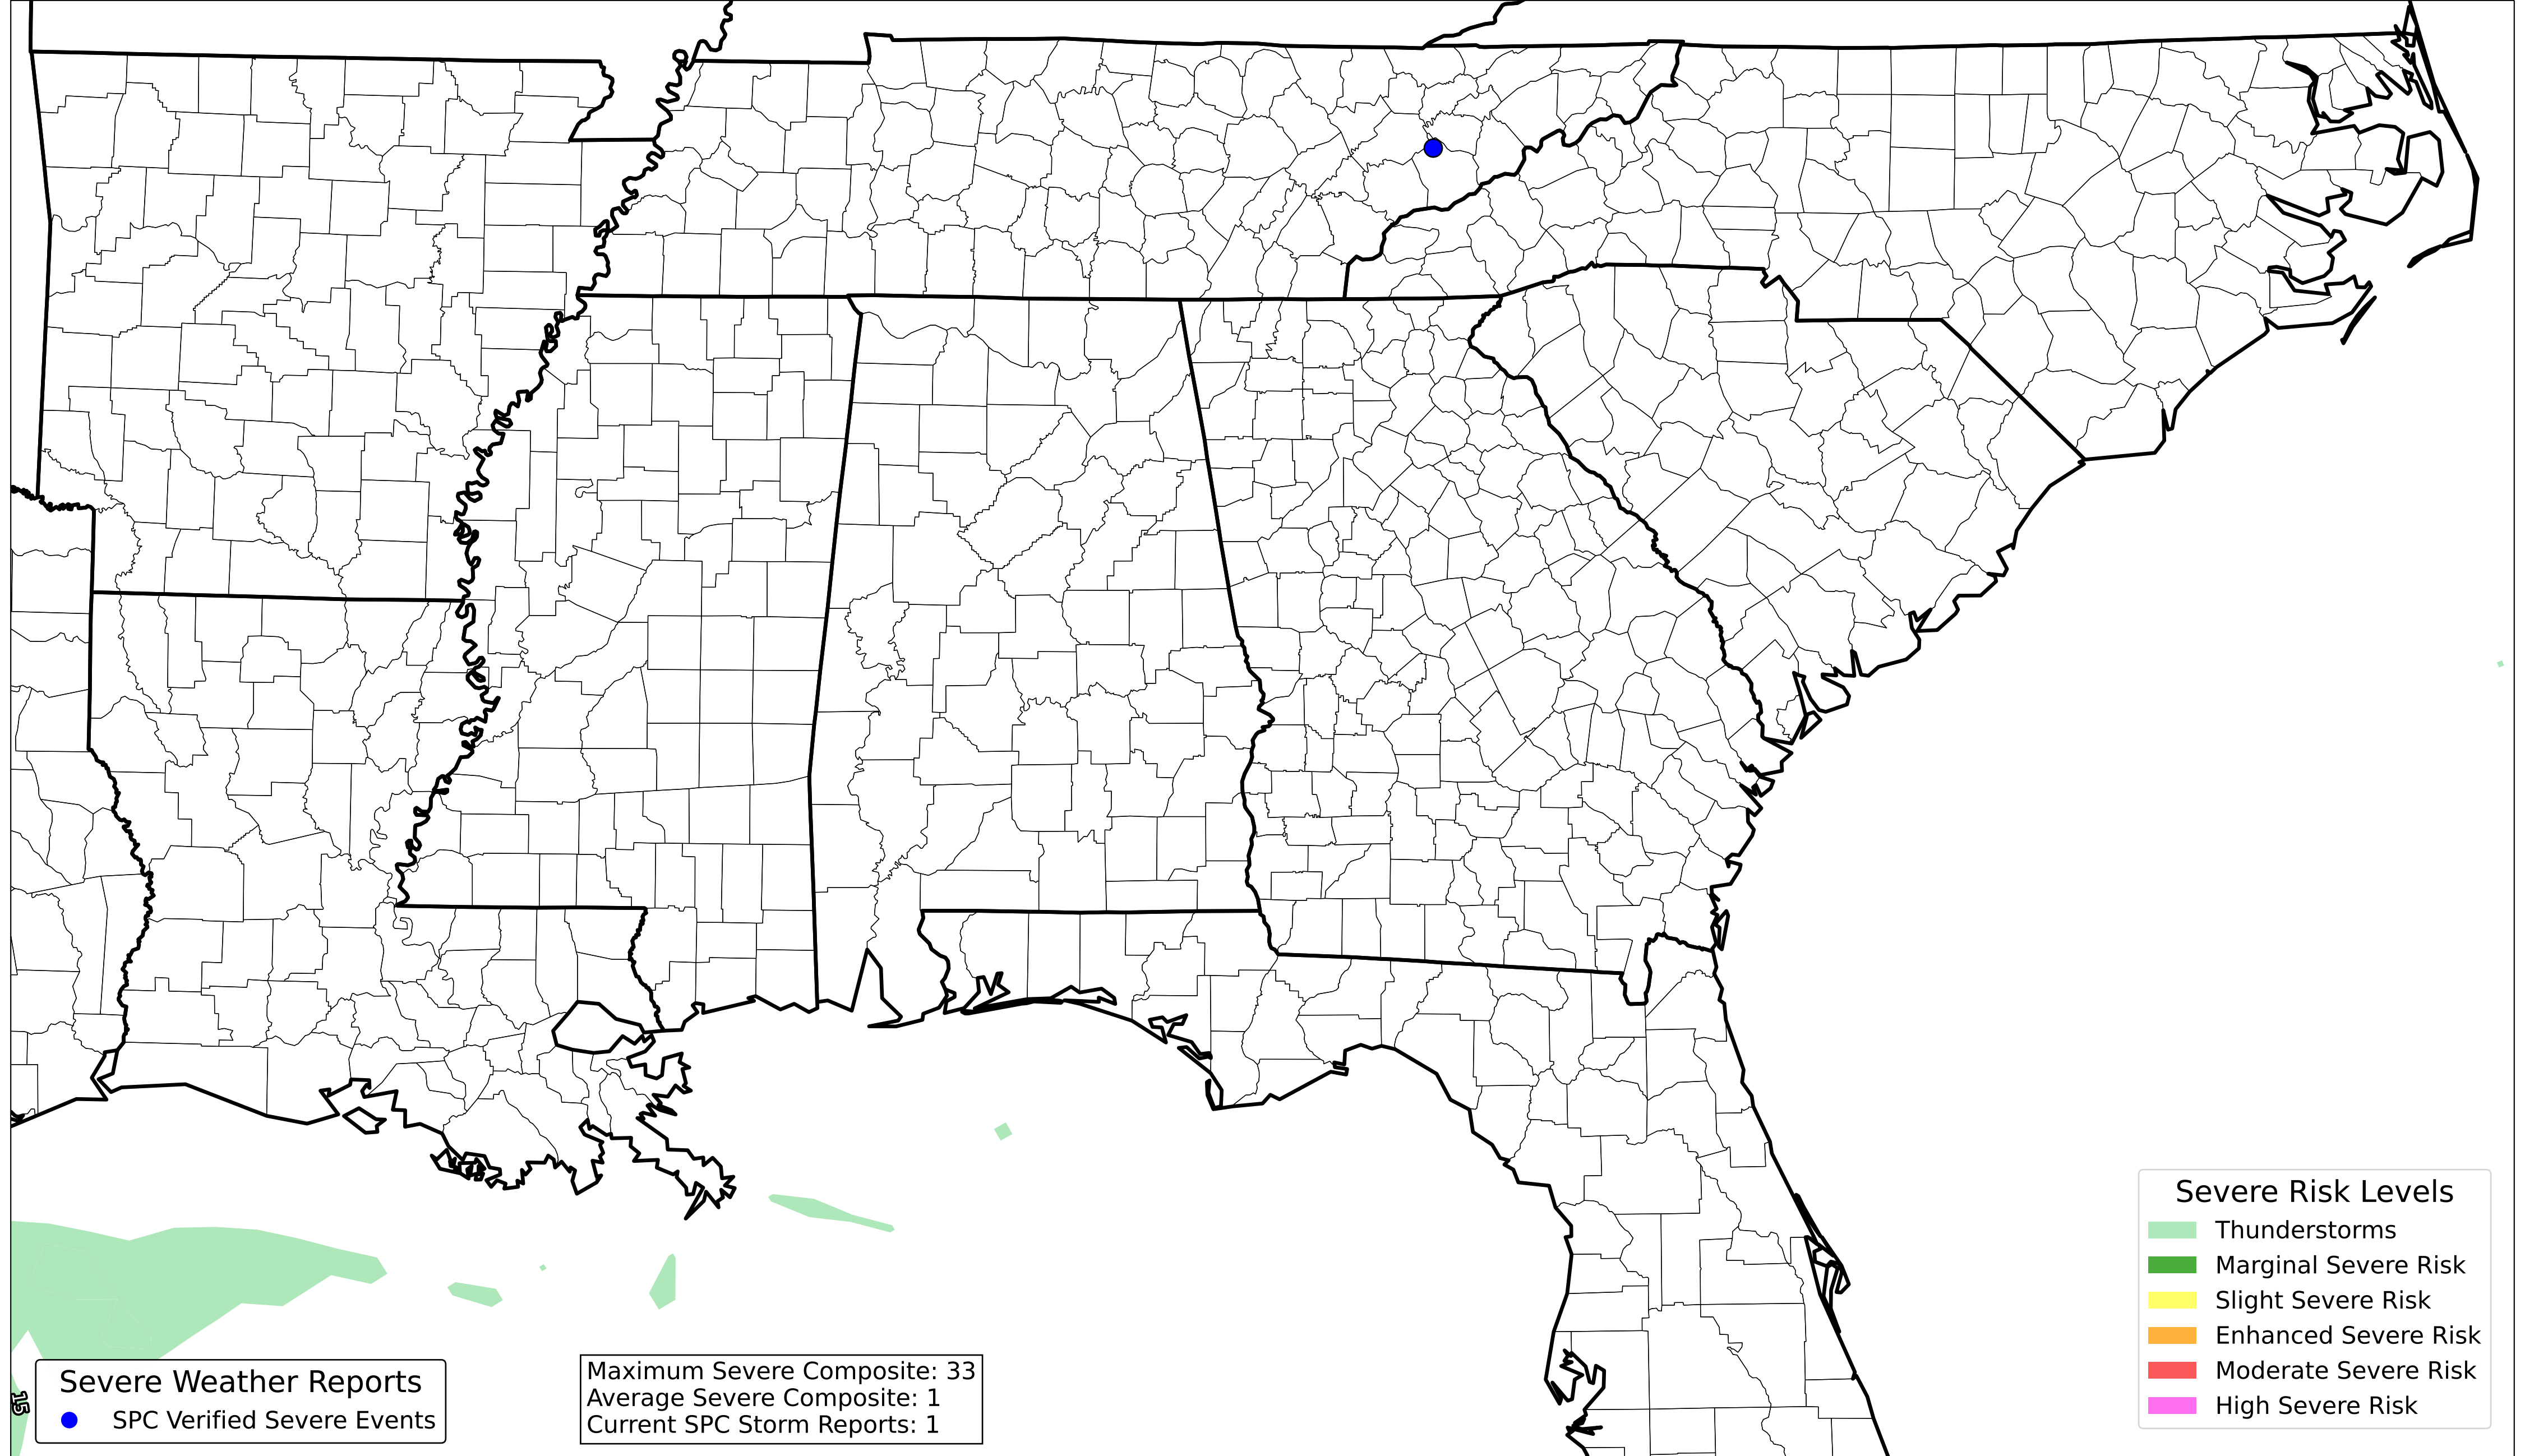 15
Severe Weather Reports
SPC Verified Severe Events
Maximum Severe Composite: 33
Average Severe Composite: 1
Current SPC Storm Reports: 1
Severe Risk Levels
Thunderstorms
Marginal Severe Risk
Slight Severe Risk
Enhanced Severe Risk
Moderate Severe Risk
High Severe Risk